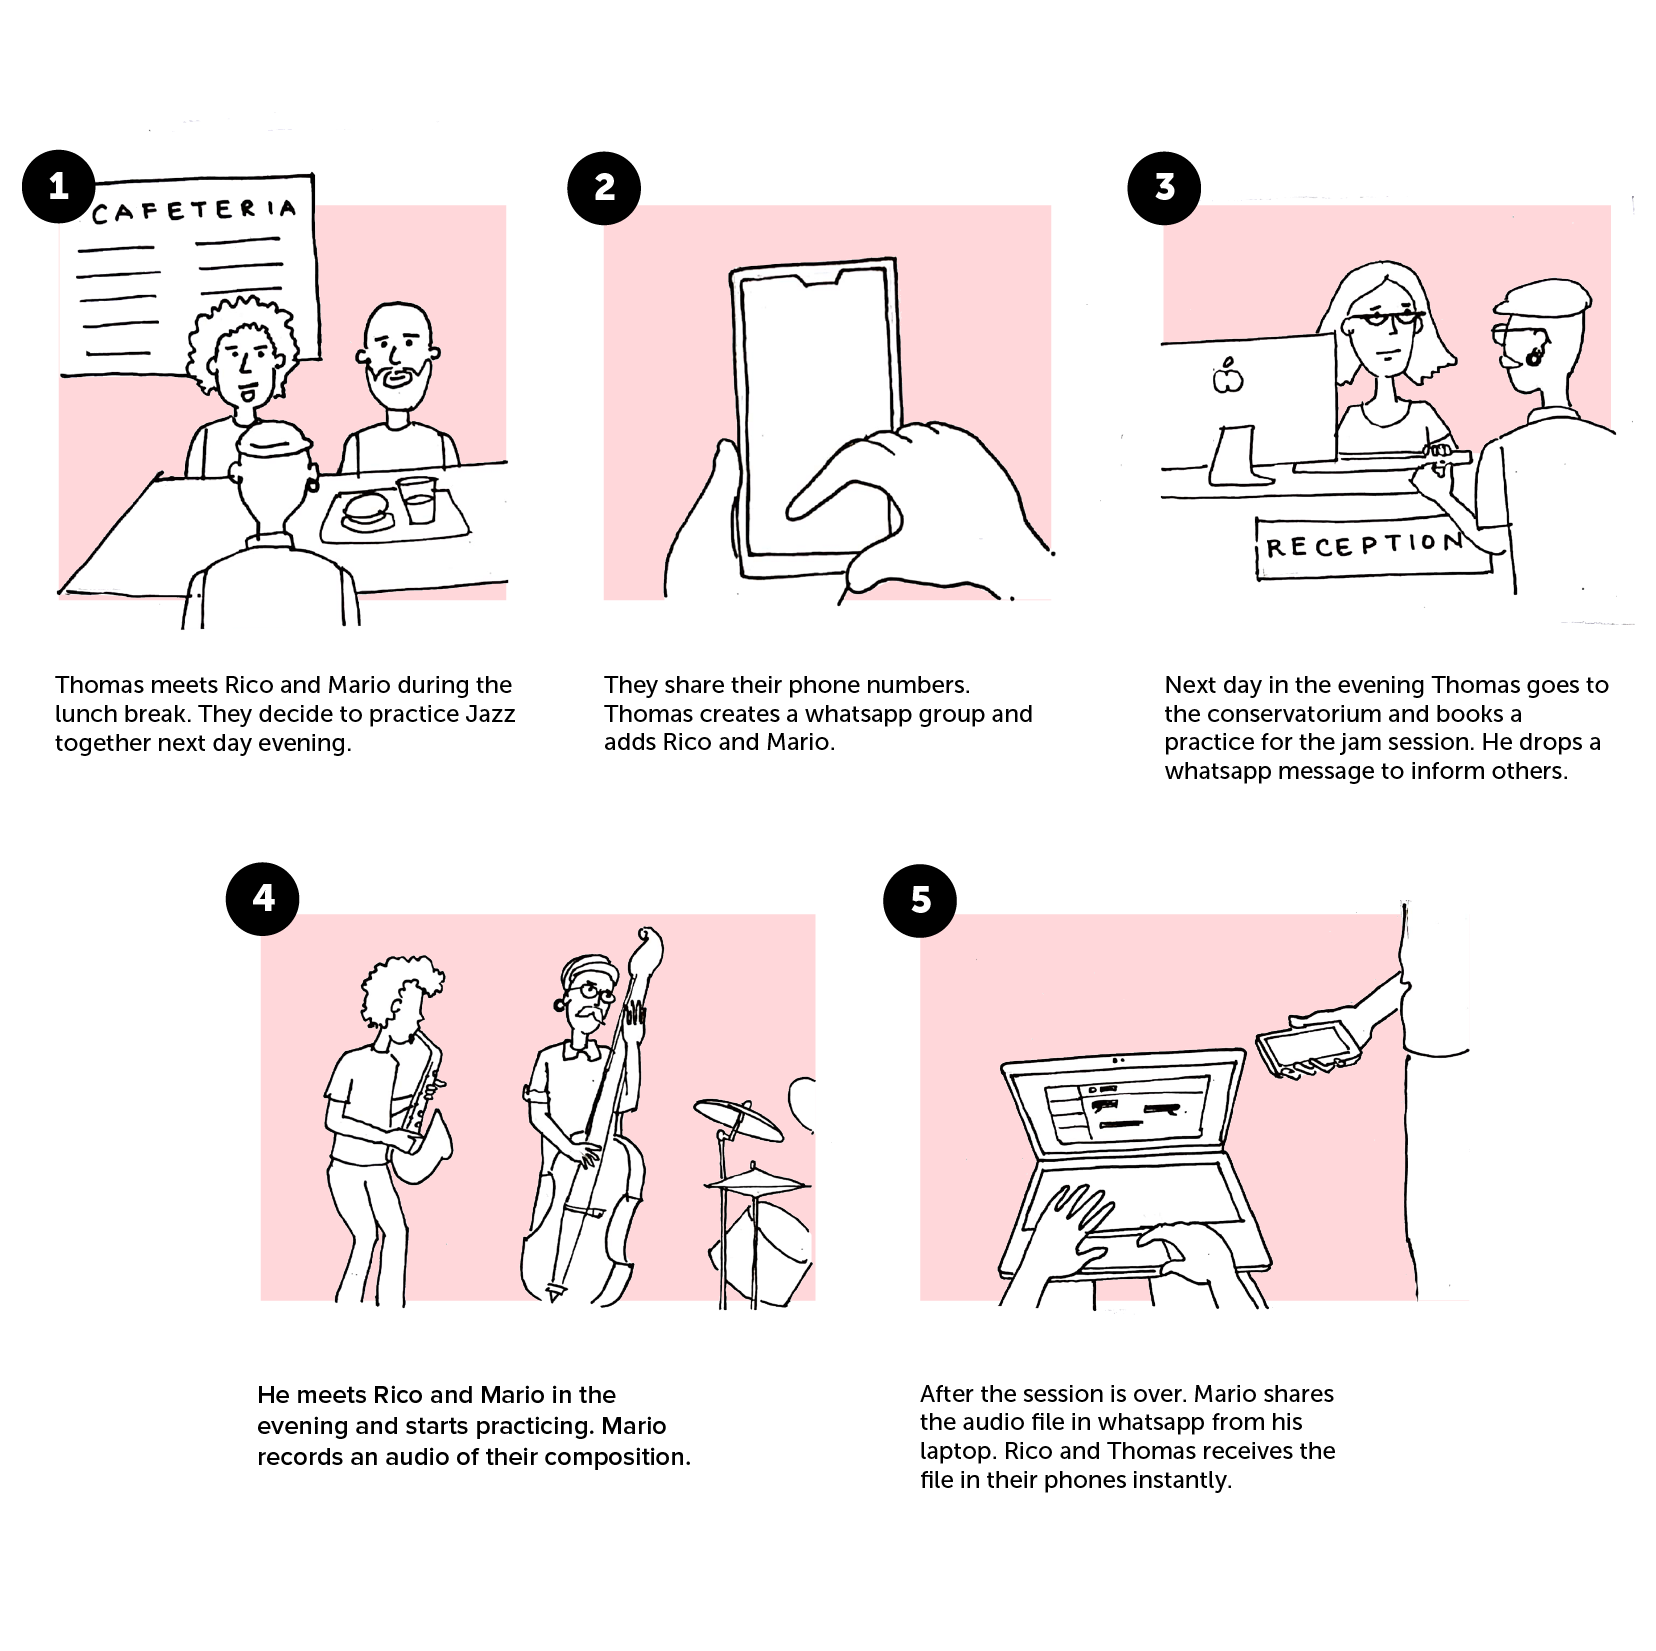 1
CAFETERIA
Thomas meets Rico and Mario during the
lunch break. They decide to practice Jazz
together next day evening.
2
They share their phone numbers.
Thomas creates a whatsapp group and
adds Rico and Mario.
3
RECEPTION
Next day in the evening Thomas goes to
the conservatorium and books a
practice for the jam session. He drops a
whatsapp message to inform others.
4
He meets Rico and Mario in the
evening and starts practicing. Mario
records an audio of their composition.
5
After the session is over. Mario shares
the audio file in whatsapp from his
laptop. Rico and Thomas receives the
file in their phones instantly.